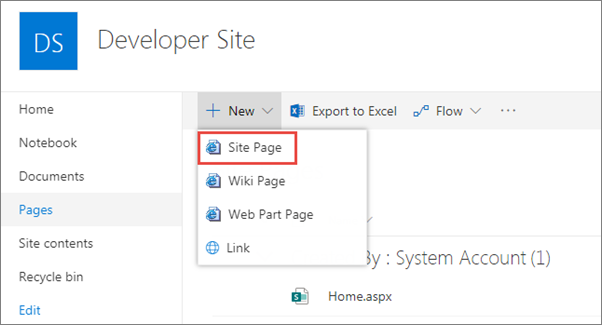 DS
Developer Site
Home
Notebook
Documents
Pages
Site contents
Recycle bin
Edit
New
Export to Excel
Flow
...
Site Page
Wiki Page
Web Part Page
Link
By : System Account (1)
Home.aspx